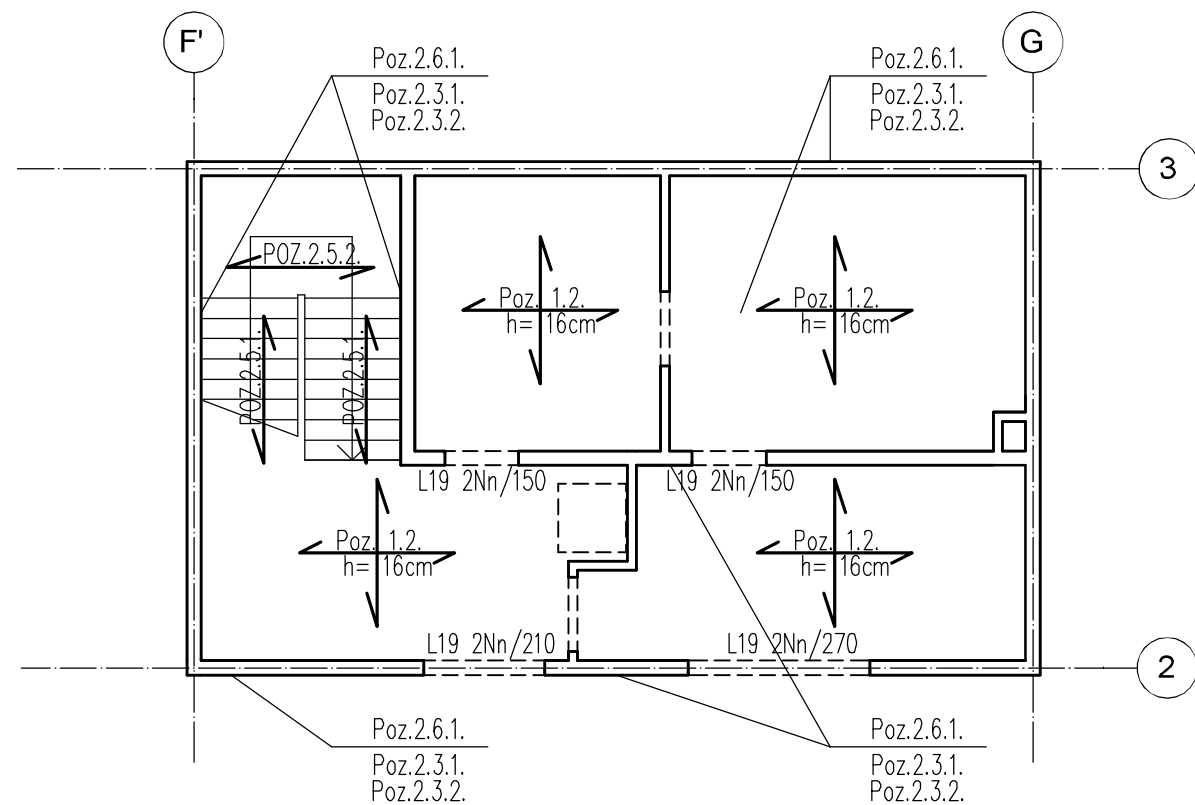 F'
G
Poz.2.6.1.
Poz.2.3.1.
Poz.2.3.2.
Poz.2.6.1.
Poz.2.3.1.
Poz.2.3.2.
3
POZ.2.5.2.
POZ.2.5.1.
POZ.2.5.1.
Poz. 1.2.
h= 16cm
Poz. 1.2.
h= 16cm
L19 2Nn/150
L19 2Nn/150
Poz. 1.2.
h= 16cm
Poz. 1.2.
h= 16cm
L19 2Nn/210
L19 2Nn/270
2
Poz.2.6.1.
Poz.2.3.1.
Poz.2.3.2.
Poz.2.6.1.
Poz.2.3.1.
Poz.2.3.2.